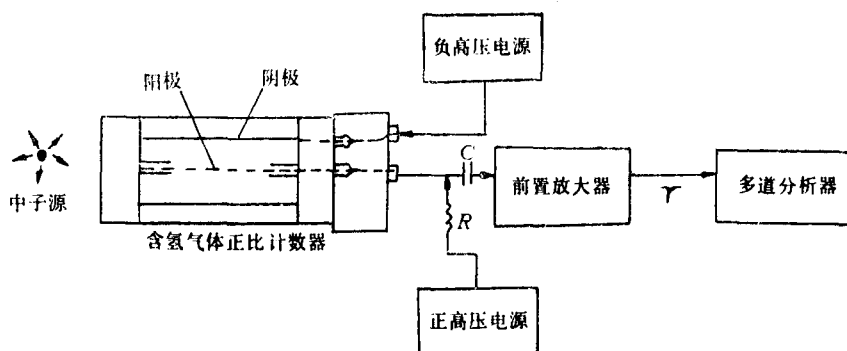 负高压电源
阳极
阴极
中子源
C
前置放大器
γ
多道分析器
R
含氢气体正比计数器
正高压电源